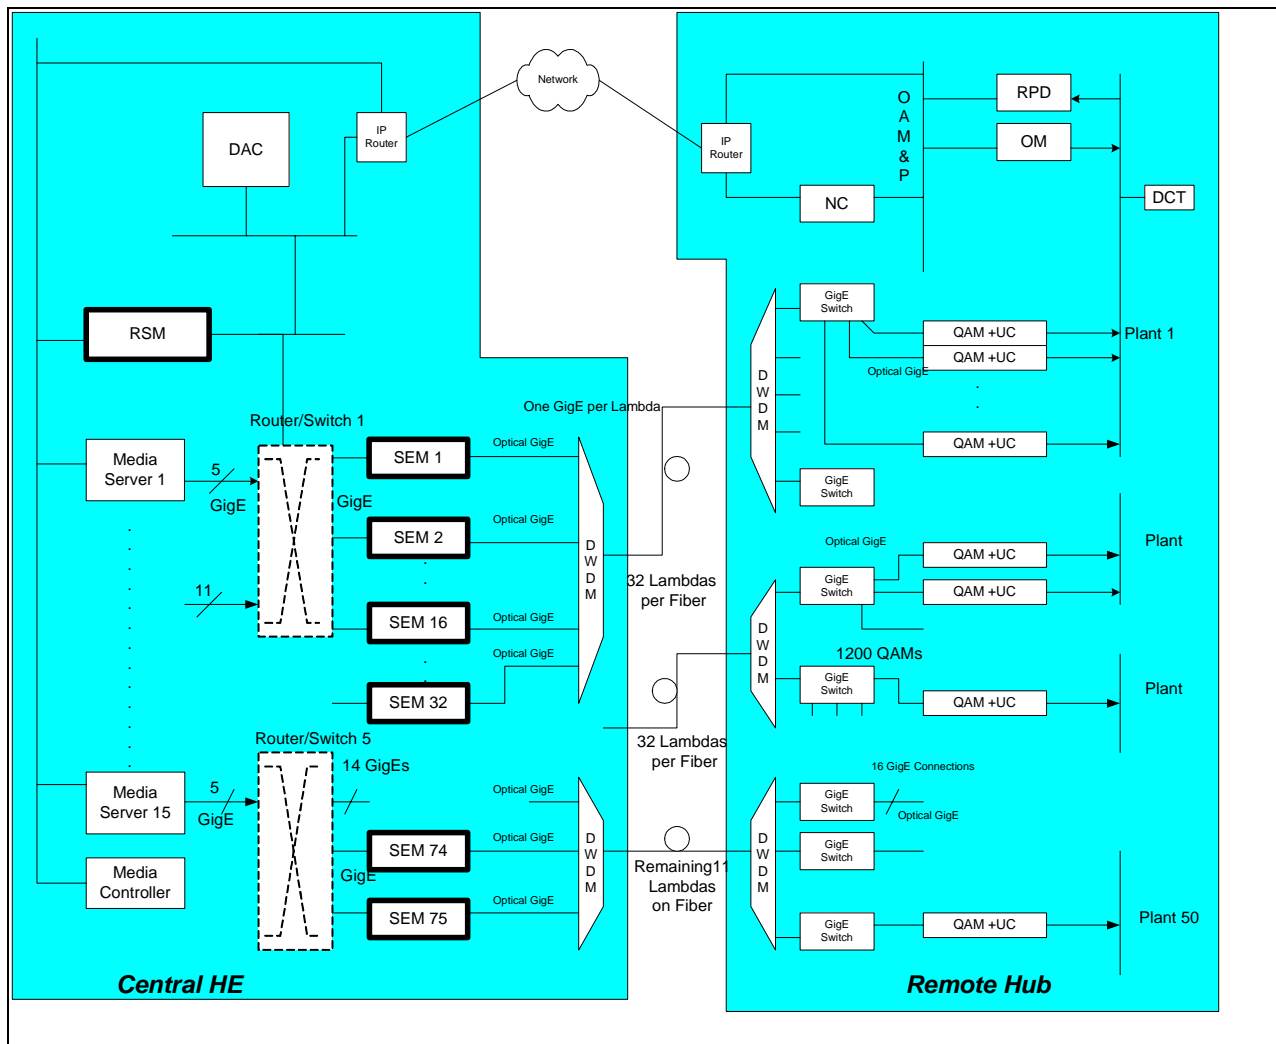 Network
IP
Router
DAC
RSM
Router/Switch 1
Media
Server 1
5
GigE
GigE
11
SEM 1
SEM 2
SEM 16
SEM 32
Optical GigE
Optical GigE
Optical GigE
Optical GigE
D
W
D
M
Router/Switch 5
14 GigEs
Media
Server 15
5
GigE
GigE
Media
Controller
SEM 74
SEM 75
Optical GigE
Optical GigE
Optical GigE
D
W
D
M
Central HE
One GigE per Lambda
32 Lambdas
per Fiber
32 Lambdas
per Fiber
Remaining11
Lambdas
on Fiber
IP
Router
NC
O
A
M
&
P
RPD
OM
DCT
D
W
D
M
GigE
Switch
QAM +UC
QAM +UC
Optical GigE
QAM +UC
Plant 1
GigE
Switch
Optical GigE
D
W
D
M
GigE
Switch
QAM +UC
QAM +UC
Plant
1200 QAMs
GigE
Switch
QAM +UC
Plant
16 GigE Connections
Optical GigE
D
W
D
M
GigE
Switch
GigE
Switch
GigE
Switch
QAM +UC
Plant 50
Remote Hub